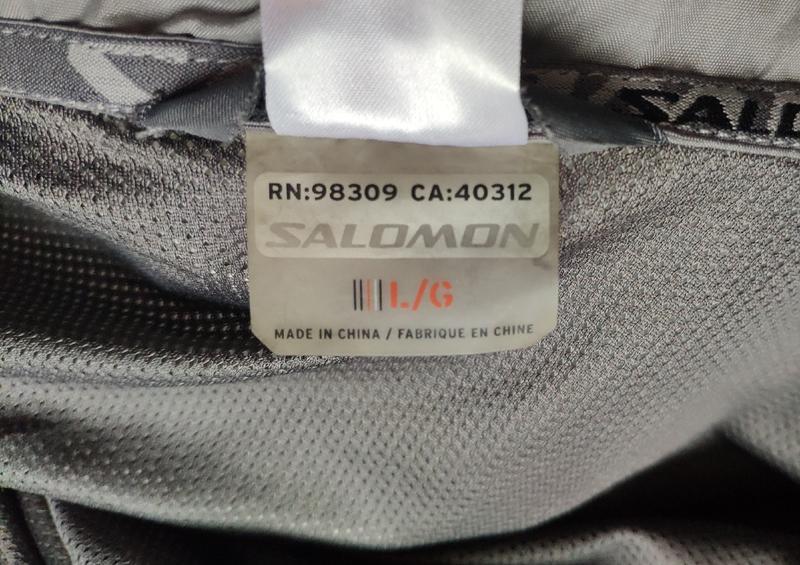 RN:98309 CA:40312
SALOMON
L/G
MADE IN CHINA / FABRIQUE EN CHINE